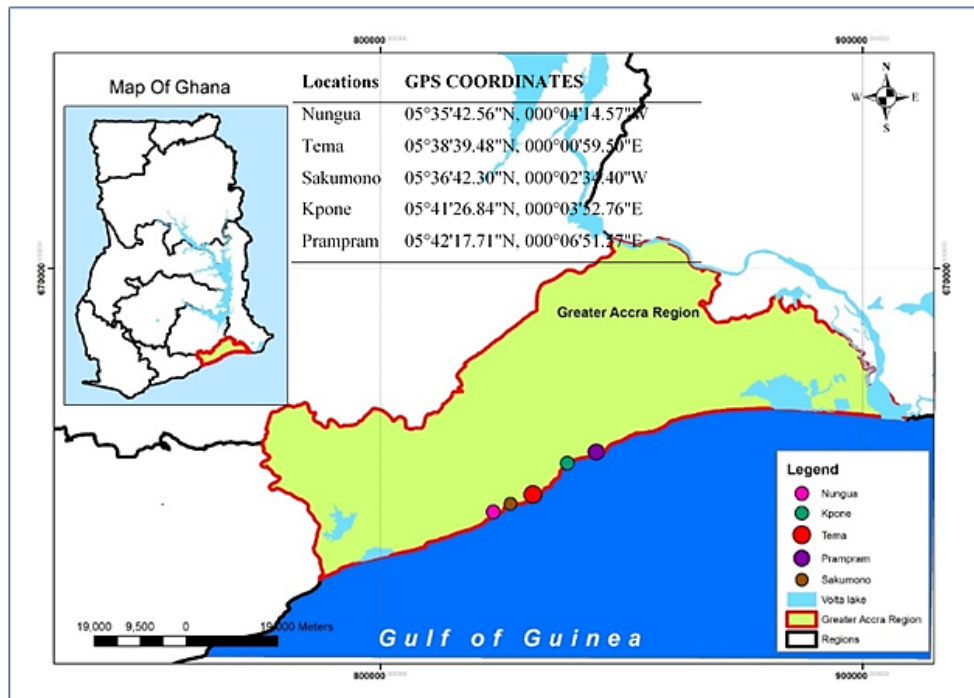 800000
900000
Map Of Ghana
Locations GPS COORDINATES
Nungua 05°35'42.56"N, 000°04'14.57"W
Tema 05°38'39.48"N, 000°00'59.50"E
Sakumono 05°36'42.30"N, 000°02'34.40"W
Kpone 05°41'26.84"N, 000°03'52.76"E
Prampram 05°42'17.71"N, 000°06'51.37"E
N
W E
S
670000
670000
Greater Accra Region
Legend
Nungua
Kpone
Tema
Prampram
Sakumono
Volta lake
Greater Accra Region
Regions
19,000 9,500 0 19,000 Meters
Gulf of Guinea
800000
900000